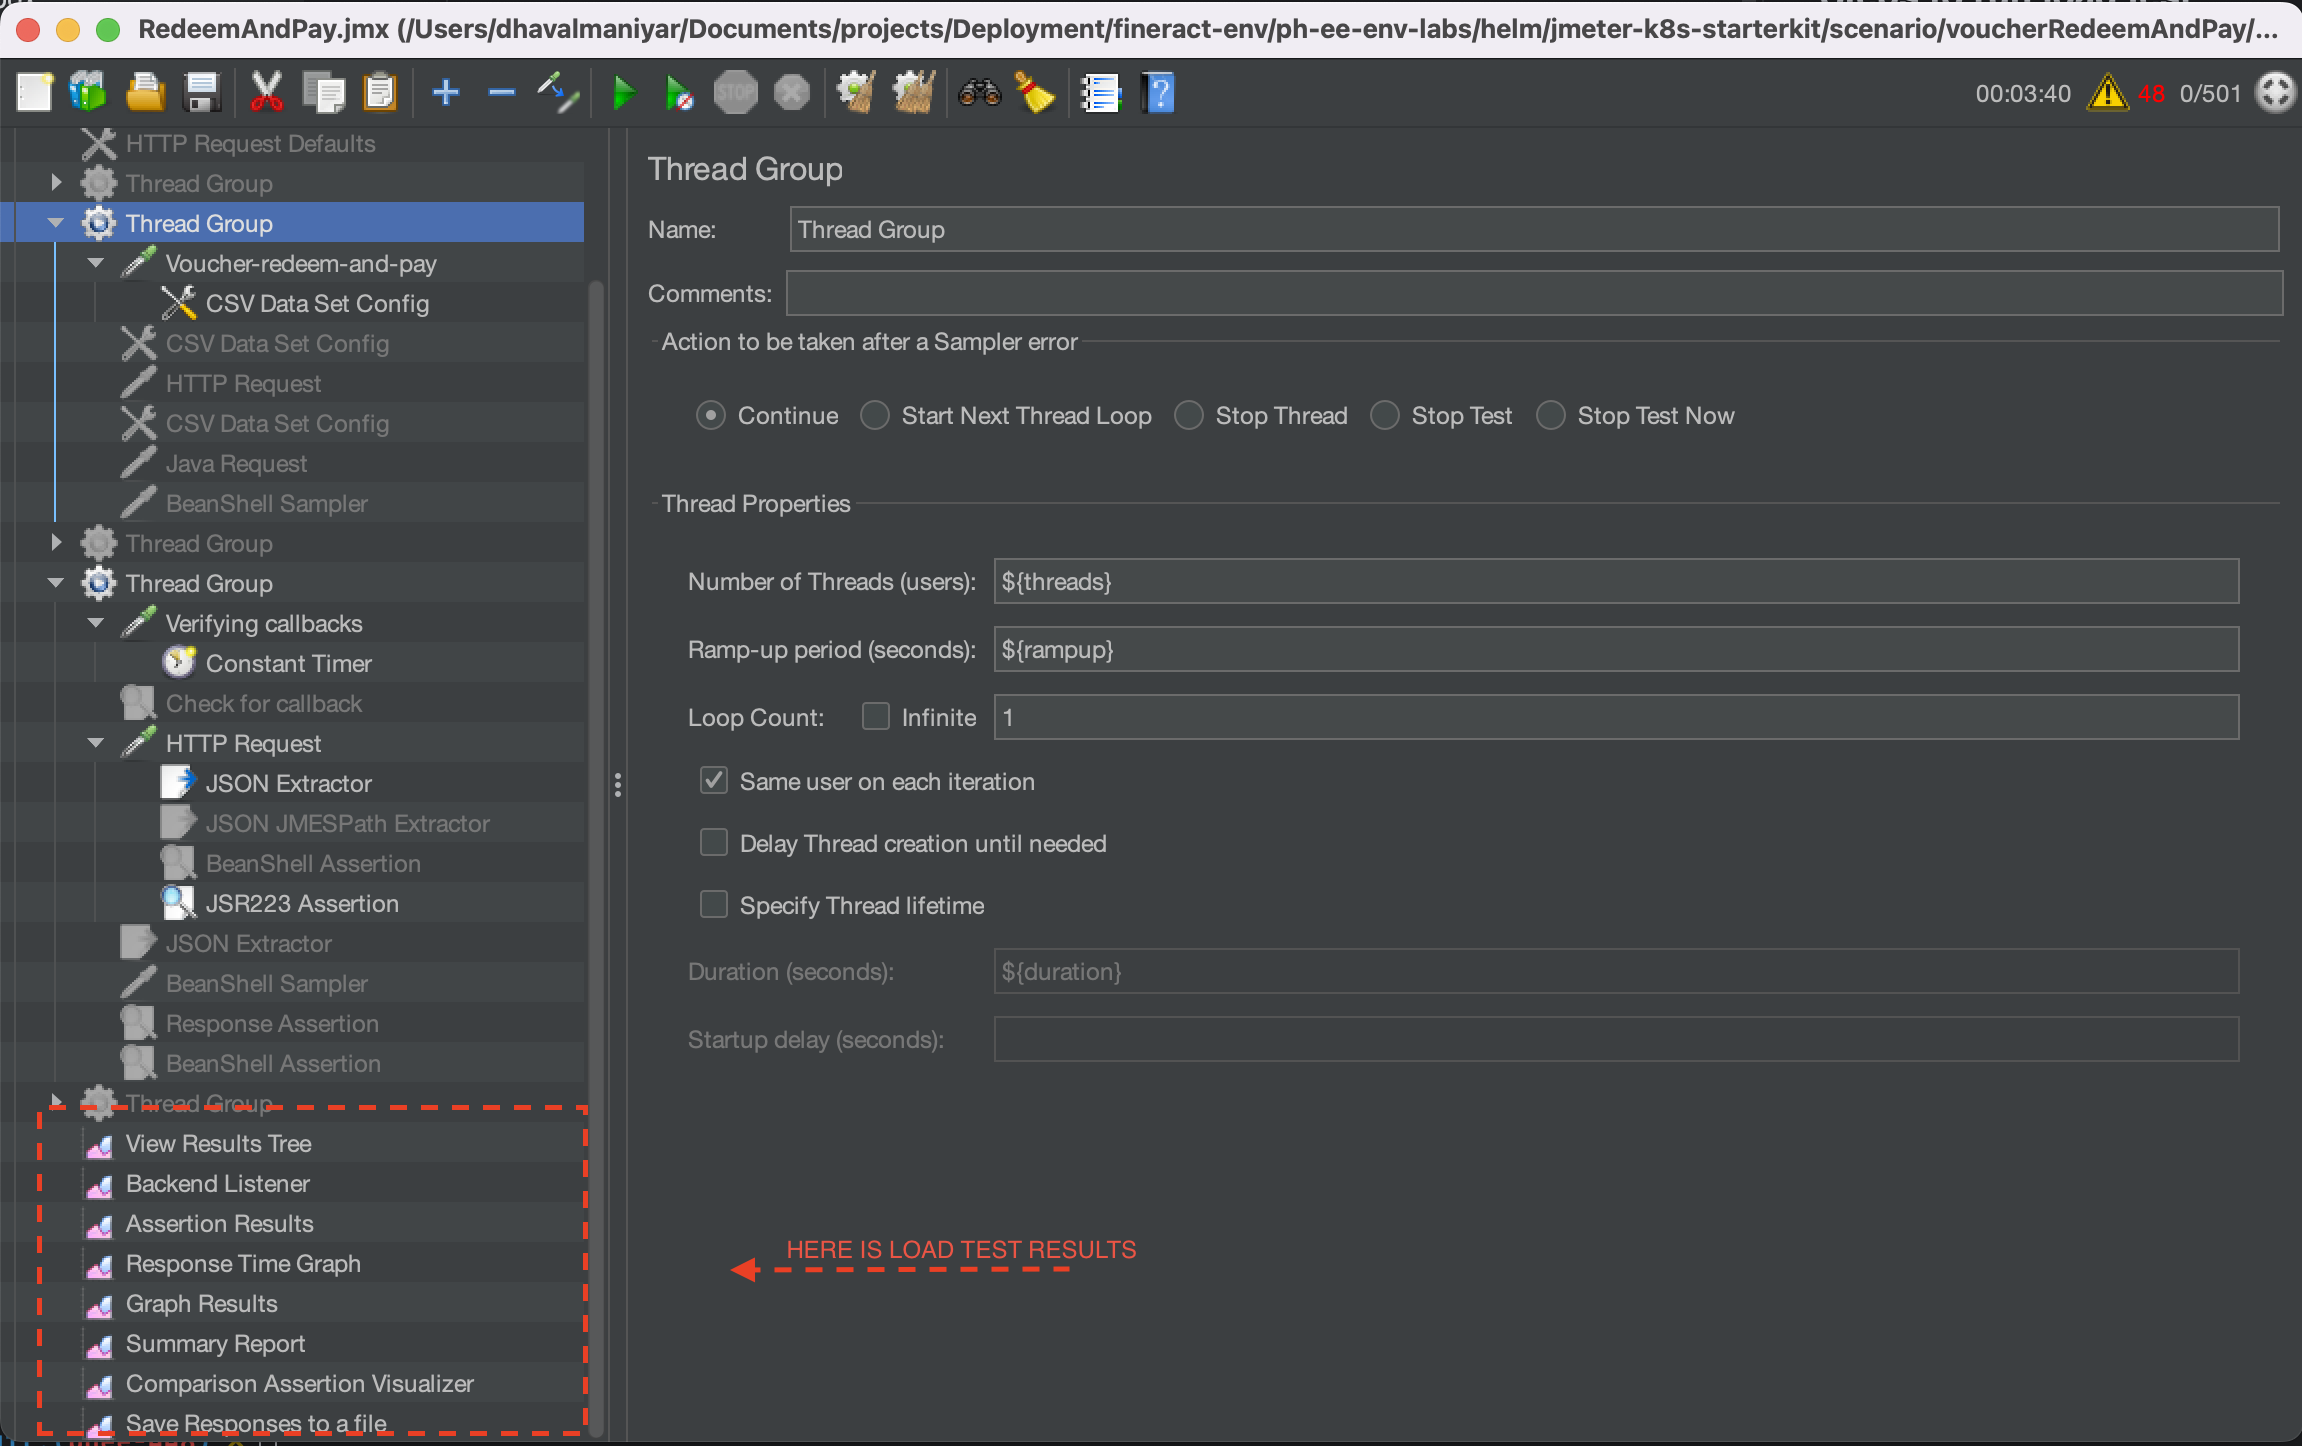 RedeemAndPay.jmx (/Users/dhavalmaniyar/Documents/projects/Deployment/fineract-env/ph-ee-env-labs/helm/jmeter-k8s-starterkit/scenario/voucherRedeemAndPay/...
STOP
00:03:40 48 0/501
HTTP Request Defaults
Thread Group
Thread Group
Voucher-redeem-and-pay
CSV Data Set Config
CSV Data Set Config
HTTP Request
CSV Data Set Config
Java Request
BeanShell Sampler
Thread Group
Thread Group
Verifying callbacks
Constant Timer
Check for callback
HTTP Request
JSON Extractor
JSON JMESPath Extractor
BeanShell Assertion
JSR223 Assertion
JSON Extractor
BeanShell Sampler
Response Assertion
BeanShell Assertion
Thread Group
View Results Tree
Backend Listener
Assertion Results
Response Time Graph
Graph Results
Summary Report
Comparison Assertion Visualizer
Save Responses to a file
Thread Group
Name: Thread Group
Comments:
Action to be taken after a Sampler error
Continue Start Next Thread Loop Stop Thread Stop Test Stop Test Now
Thread Properties
Number of Threads (users): ${threads}
Ramp-up period (seconds): ${rampup}
Loop Count: Infinite 1
Same user on each iteration
Delay Thread creation until needed
Specify Thread lifetime
Duration (seconds): ${duration}
Startup delay (seconds):
HERE IS LOAD TEST RESULTS